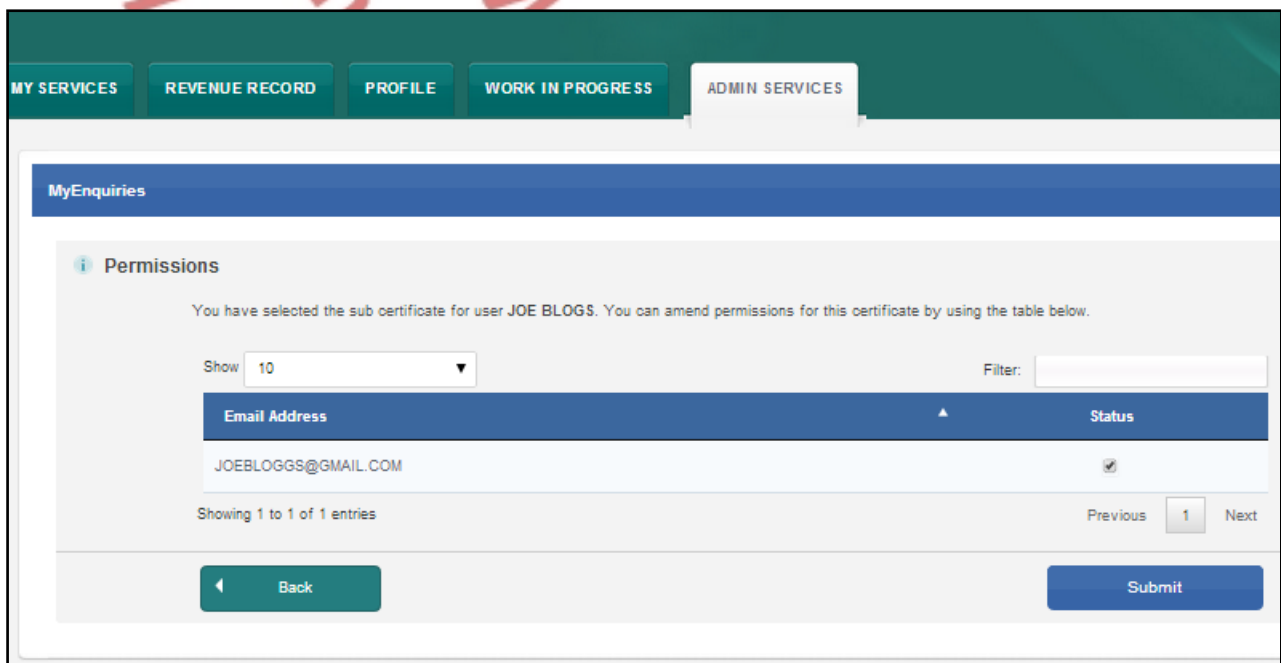 MY SERVICES REVENUE RECORD PROFILE WORK IN PROGRESS ADMIN SERVICES
MyEnquiries
i Permissions
You have selected the sub certificate for user JOE BLOGS. You can amend permissions for this certificate by using the table below.
Show 10 Filter:
Email Address Status
JOEBLOGGS@GMAIL.COM
Showing 1 to 1 of 1 entries Previous 1 Next
Back Submit